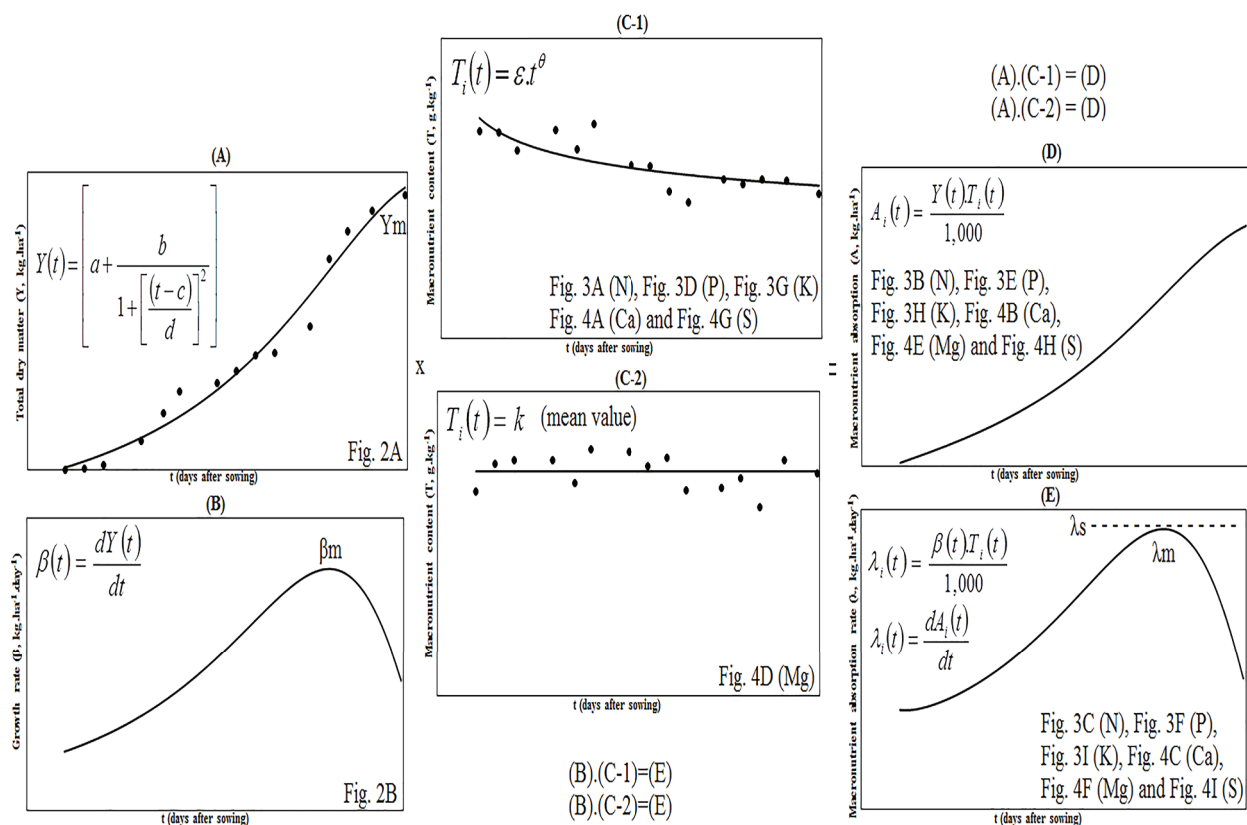 (A)
Total dry matter (Y, kg.ha⁻¹)
Y(t) = [a + b / (1 + [(t − c) / d]²)]
Ym
Fig. 2A
t (days after sowing)
(B)
Growth rate (β, kg.ha⁻¹.day⁻¹)
β(t) = dY(t) / dt
βm
Fig. 2B
t (days after sowing)
x
(C-1)
Macronutrient content (T, g.kg⁻¹)
Tᵢ(t) = ε.t^θ
Fig. 3A (N), Fig. 3D (P), Fig. 3G (K)
Fig. 4A (Ca) and Fig. 4G (S)
t (days after sowing)
(C-2)
Macronutrient content (T, g.kg⁻¹)
Tᵢ(t) = k (mean value)
Fig. 4D (Mg)
t (days after sowing)
(B).(C-1)=(E)
(B).(C-2)=(E)
=
(A).(C-1) = (D)
(A).(C-2) = (D)
(D)
Macronutrient absorption (A, kg.ha⁻¹)
Aᵢ(t) = Y(t).Tᵢ(t) / 1,000
Fig. 3B (N), Fig. 3E (P),
Fig. 3H (K), Fig. 4B (Ca),
Fig. 4E (Mg) and Fig. 4H (S)
t (days after sowing)
(E)
Macronutrient absorption rate (λ, kg.ha⁻¹.day⁻¹)
λs
λm
λᵢ(t) = β(t).Tᵢ(t) / 1,000
λᵢ(t) = dAᵢ(t) / dt
Fig. 3C (N), Fig. 3F (P),
Fig. 3I (K), Fig. 4C (Ca),
Fig. 4F (Mg) and Fig. 4I (S)
t (days after sowing)